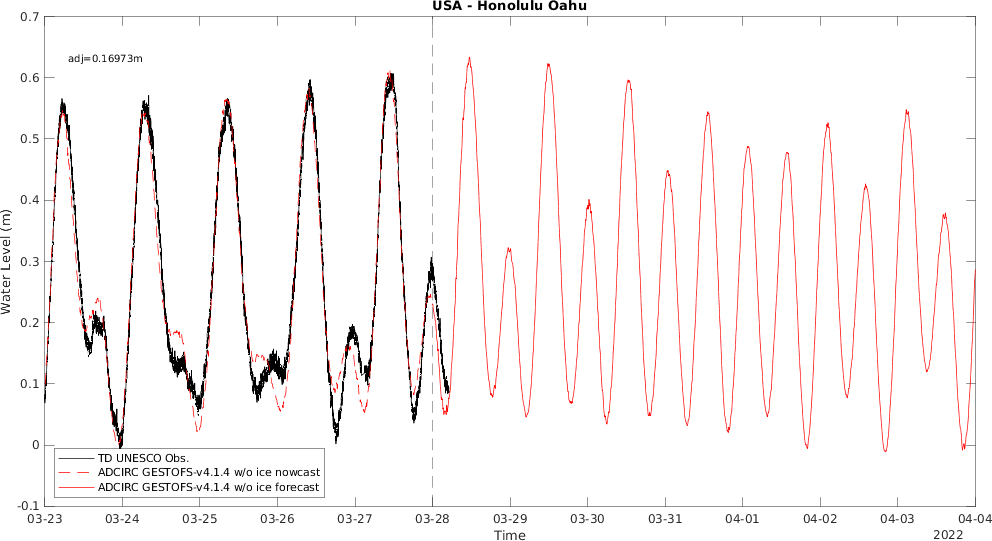 USA - Honolulu Oahu
0.7
adj=0.16973m
0.6
0.5
0.4
0.3
0.2
0.1
0
-0.1
Water Level (m)
TD UNESCO Obs.
ADCIRC GESTOFS-v4.1.4 w/o ice nowcast
ADCIRC GESTOFS-v4.1.4 w/o ice forecast
03-23 03-24 03-25 03-26 03-27 03-28 03-29 03-30 03-31 04-01 04-02 04-03 04-04
Time
2022